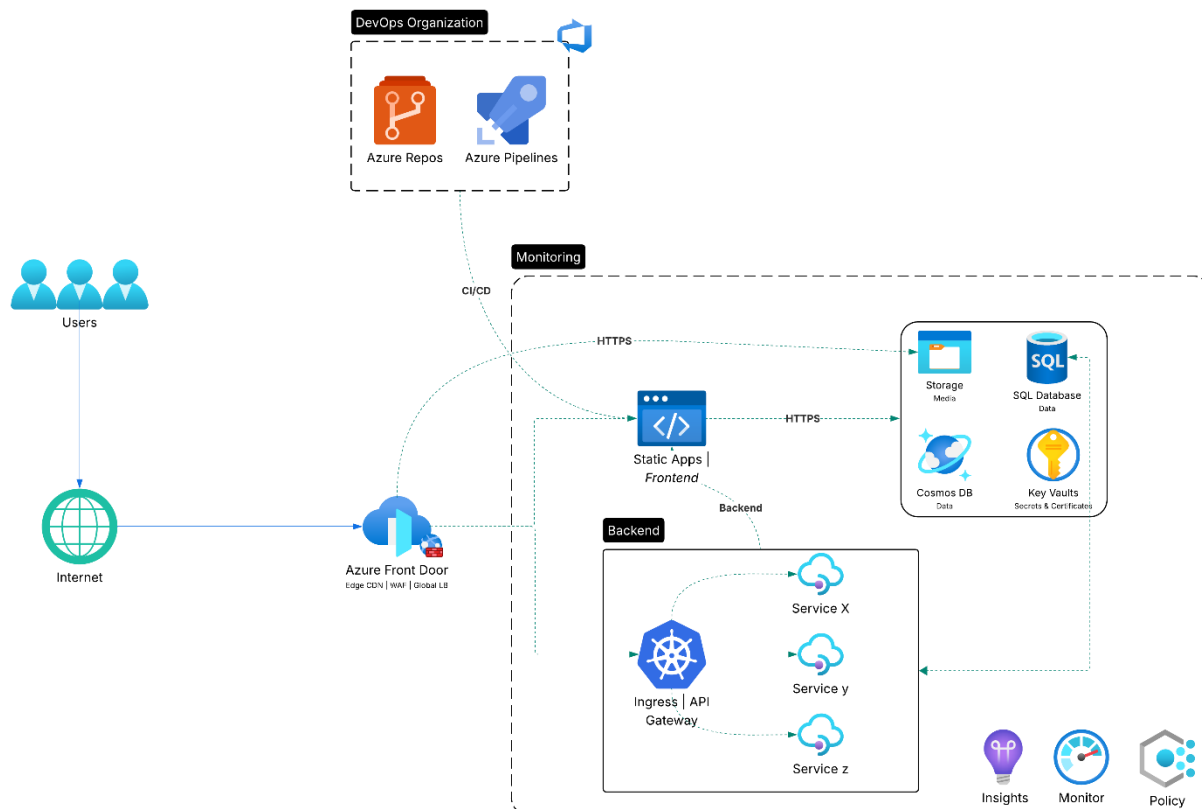 DevOps Organization
Azure Repos
Azure Pipelines
Monitoring
CI/CD
Users
HTTPS
Storage
Media
SQL
SQL Database
Data
HTTPS
Static Apps |
Frontend
Cosmos DB
Data
Key Vaults
Secrets & Certificates
Backend
Internet
Azure Front Door
Edge CDN | WAF | Global LB
Backend
Service X
Service y
Ingress | API
Gateway
Service z
Insights
Monitor
Policy